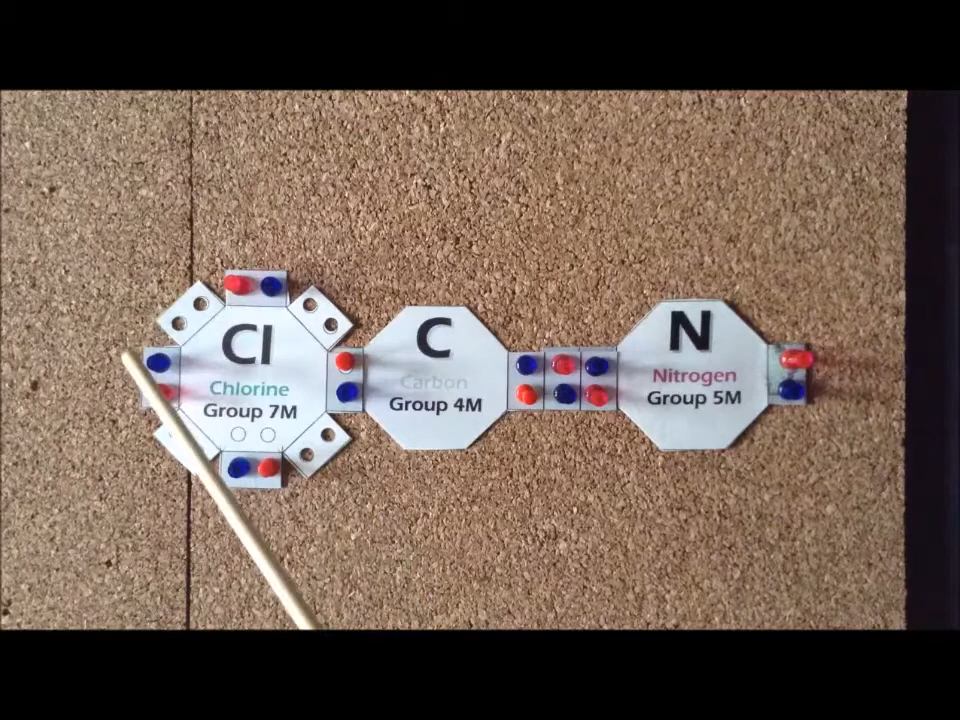 Cl
Chlorine
Group 7M
C
Carbon
Group 4M
N
Nitrogen
Group 5M